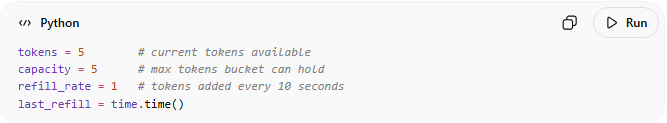 Python
Run
tokens = 5        # current tokens available
capacity = 5      # max tokens bucket can hold
refill_rate = 1   # tokens added every 10 seconds
last_refill = time.time()